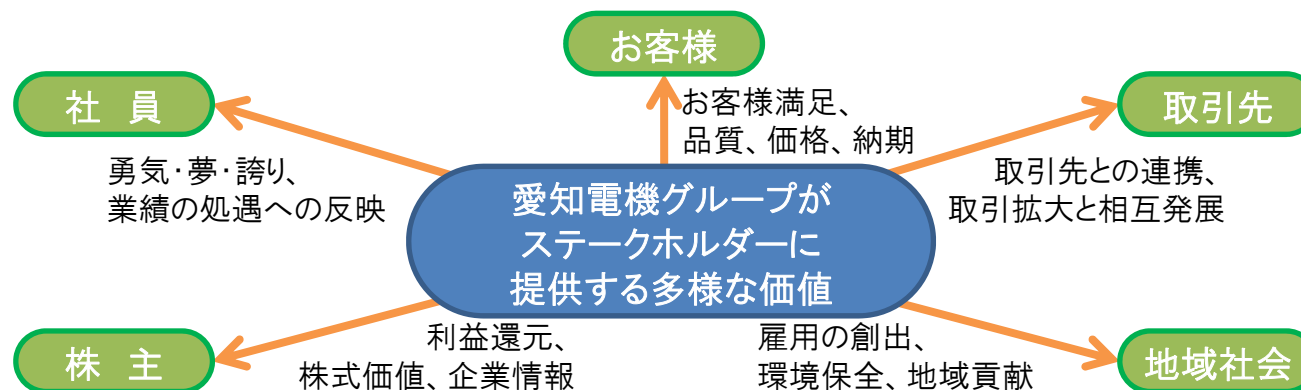 お客様
社　員
取引先
お客様満足、
品質、価格、納期
勇気・夢・誇り、
業績の処遇への反映
取引先との連携、
取引拡大と相互発展
愛知電機グループが
ステークホルダーに
提供する多様な価値
利益還元、
株式価値、企業情報
雇用の創出、
環境保全、地域貢献
株　主
地域社会